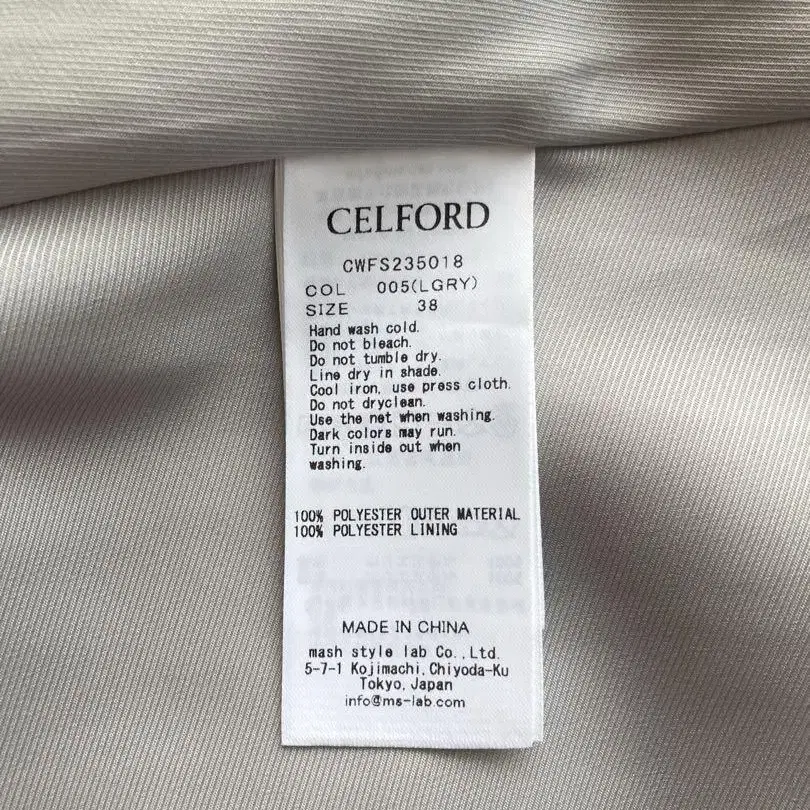 CELFORD
CWFS235018
COL 005(LGRY)
SIZE 38
Hand wash cold.
Do not bleach.
Do not tumble dry.
Line dry in shade.
Cool iron, use press cloth.
Do not dryclean.
Use the net when washing.
Dark colors may run.
Turn inside out when
washing.
100% POLYESTER OUTER MATERIAL
100% POLYESTER LINING
MADE IN CHINA
mash style lab Co.,Ltd.
5-7-1 Kojimachi,Chiyoda-Ku
Tokyo,Japan
info@ms-lab.com